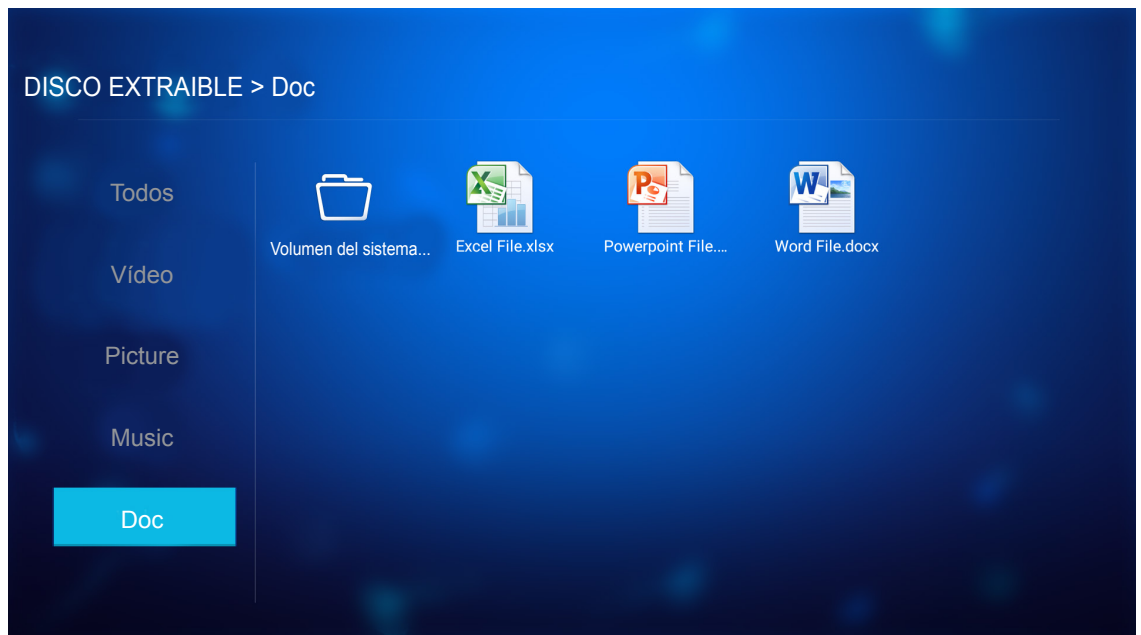 DISCO EXTRAIBLE > Doc
Todos
Vídeo
Picture
Music
Doc
Volumen del sistema...
Excel File.xlsx
Powerpoint File....
Word File.docx